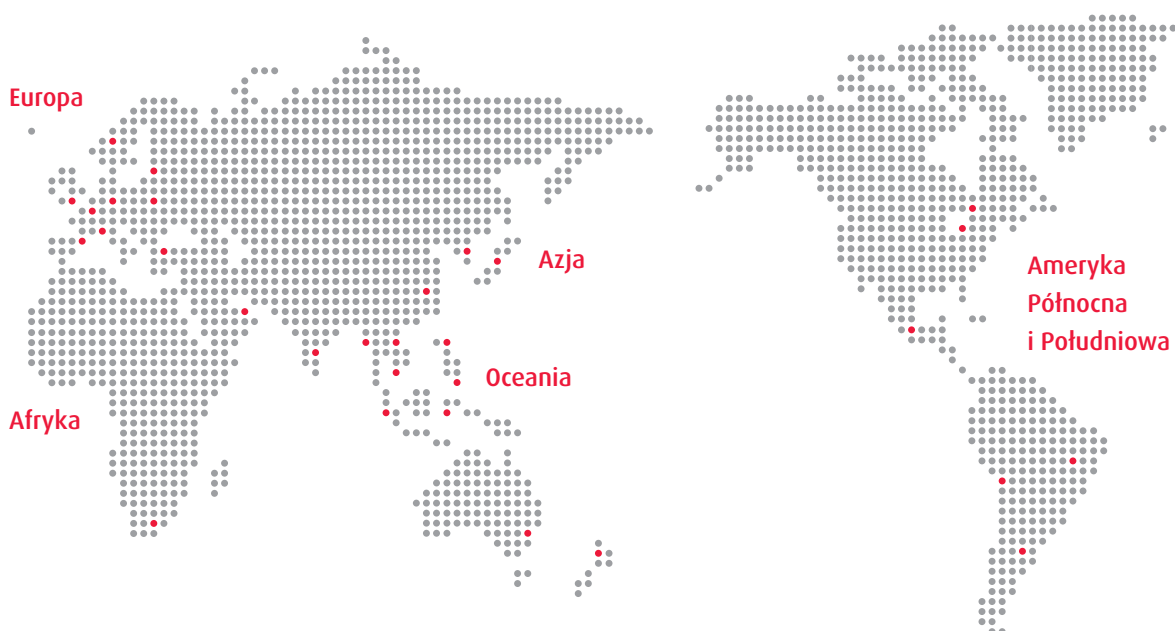 Europa
Azja
Ameryka
Północna
i Południowa
Oceania
Afryka